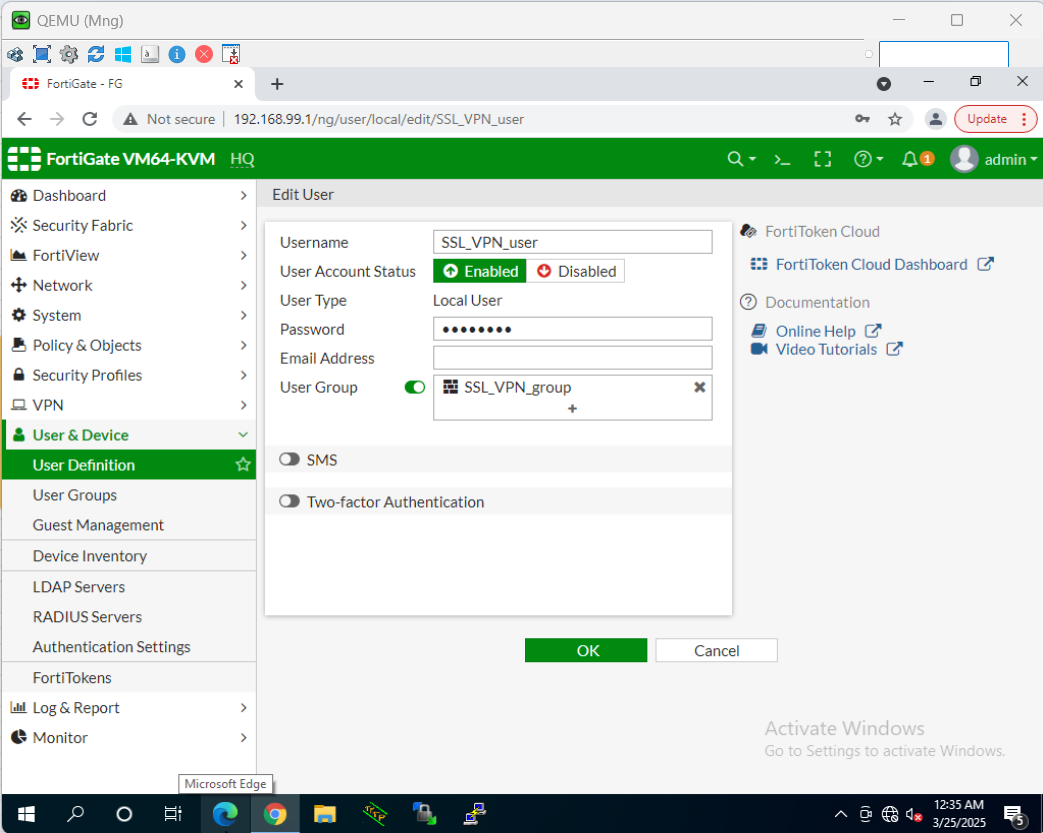 QEMU (Mng)
FortiGate - FG
Not secure
192.168.99.1/ng/user/local/edit/SSL_VPN_user
Update
FortiGate VM64-KVM HQ
1 admin
Dashboard
Security Fabric
FortiView
Network
System
Policy & Objects
Security Profiles
VPN
User & Device
User Definition
User Groups
Guest Management
Device Inventory
LDAP Servers
RADIUS Servers
Authentication Settings
FortiTokens
Log & Report
Monitor
Edit User
Username SSL_VPN_user
User Account Status Enabled Disabled
User Type Local User
Password ••••••••
Email Address
User Group SSL_VPN_group
+
SMS
Two-factor Authentication
OK Cancel
FortiToken Cloud
FortiToken Cloud Dashboard
Documentation
Online Help
Video Tutorials
Activate Windows
Go to Settings to activate Windows.
Microsoft Edge
12:35 AM
3/25/2025
5